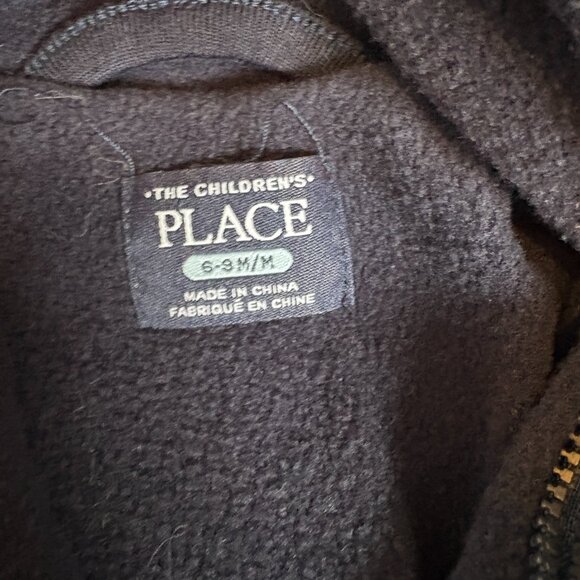 •THE CHILDREN'S
PLACE
6-9 M/M
MADE IN CHINA
FABRIQUÉ EN CHINE